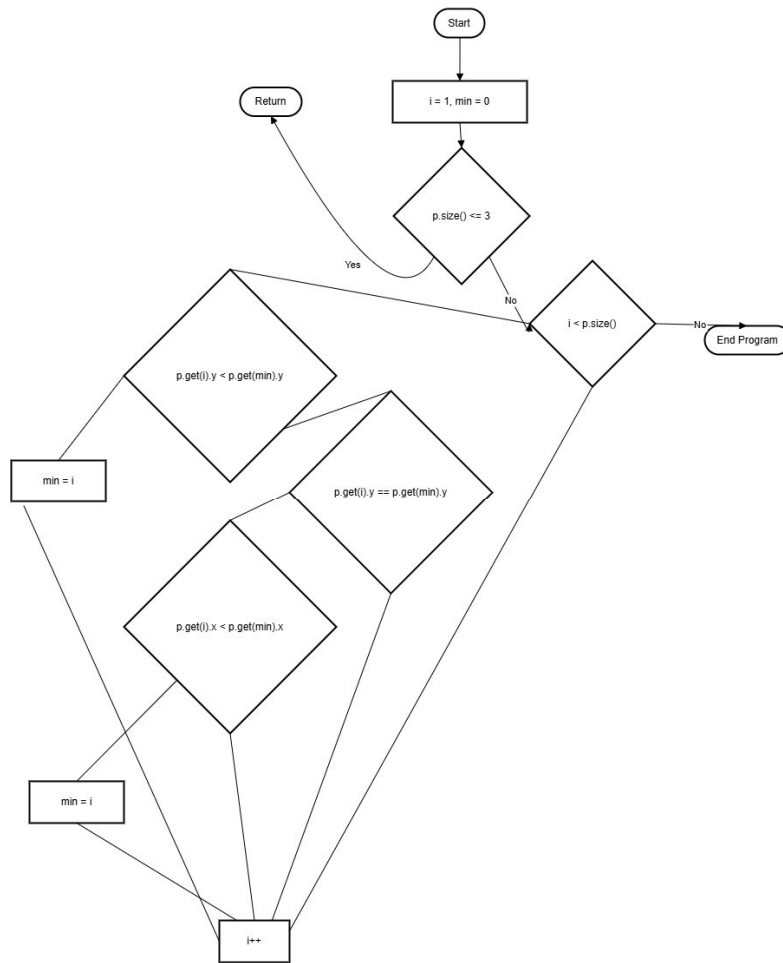 Start
Return
i = 1, min = 0
p.size() <= 3
Yes
No
i < p.size()
No
End Program
p.get(i).y < p.get(min).y
min = i
p.get(i).y == p.get(min).y
p.get(i).x < p.get(min).x
min = i
i++